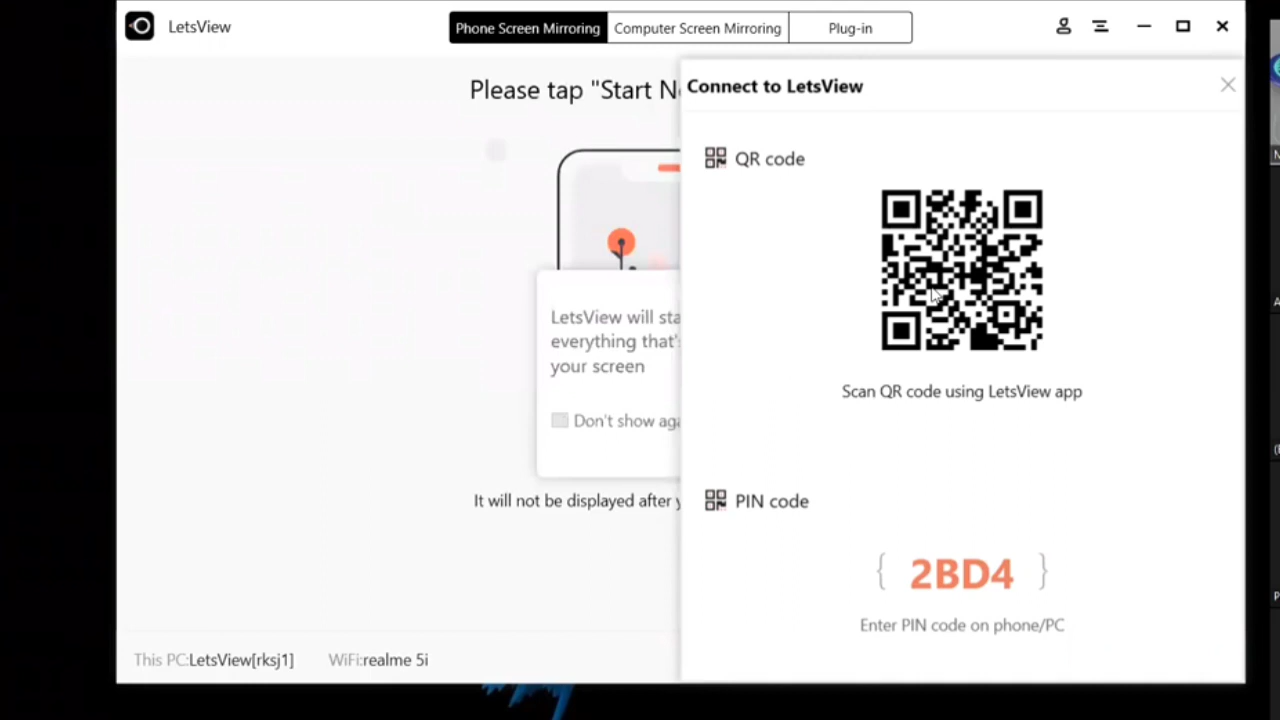 LetsView
Phone Screen Mirroring
Computer Screen Mirroring
Plug-in
Please tap "Start N
Connect to LetsView
QR code
Scan QR code using LetsView app
LetsView will sta
everything that'
your screen
Don't show aga
It will not be displayed after
PIN code
{ 2BD4 }
Enter PIN code on phone/PC
This PC:LetsView[rksj1]
WiFi:realme 5i